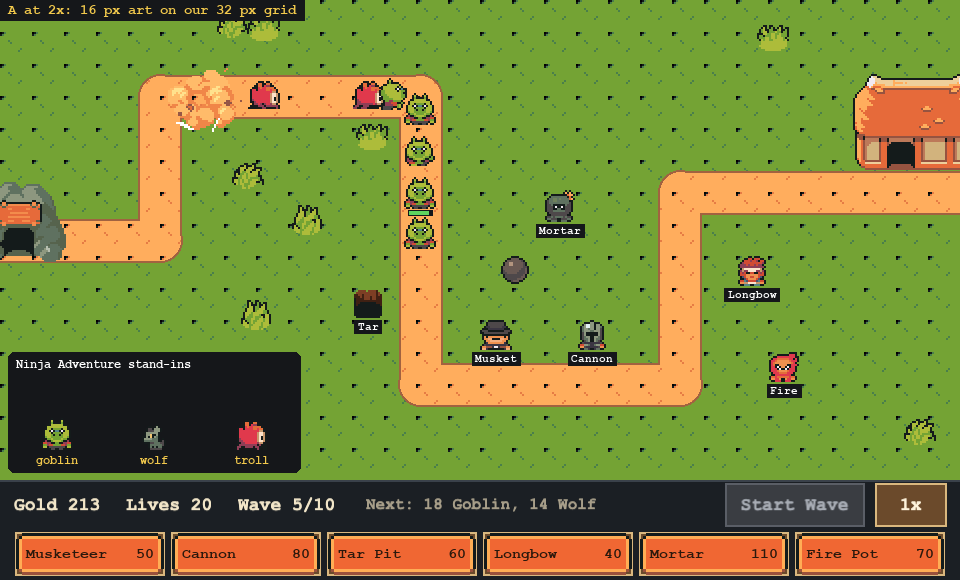 A at 2x: 16 px art on our 32 px grid
Mortar
Longbow
Tar
Musket
Cannon
Fire
Ninja Adventure stand-ins
goblin
wolf
troll
Gold 213
Lives 20
Wave 5/10
Next: 18 Goblin, 14 Wolf
Start Wave
1x
Musketeer 50
Cannon 80
Tar Pit 60
Longbow 40
Mortar 110
Fire Pot 70